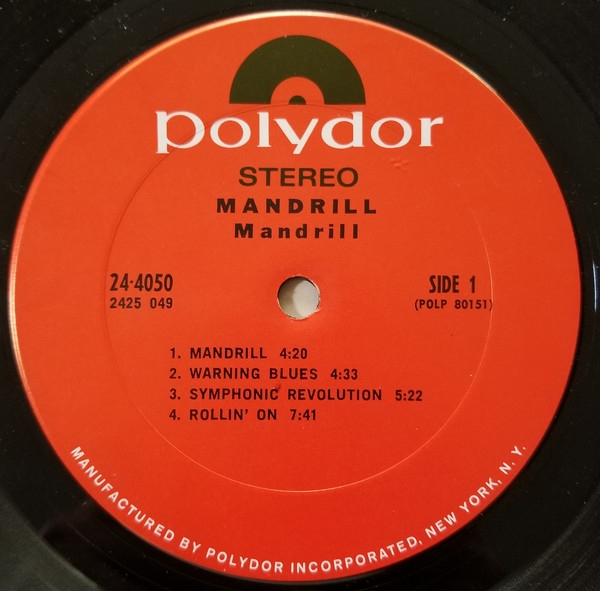 polydor
STEREO
MANDRILL
Mandrill
24-4050
2425 049
SIDE 1
(POLP 80151)
1. MANDRILL 4:20
2. WARNING BLUES 4:33
3. SYMPHONIC REVOLUTION 5:22
4. ROLLIN' ON 7:41
MANUFACTURED BY POLYDOR INCORPORATED, NEW YORK, N. Y.